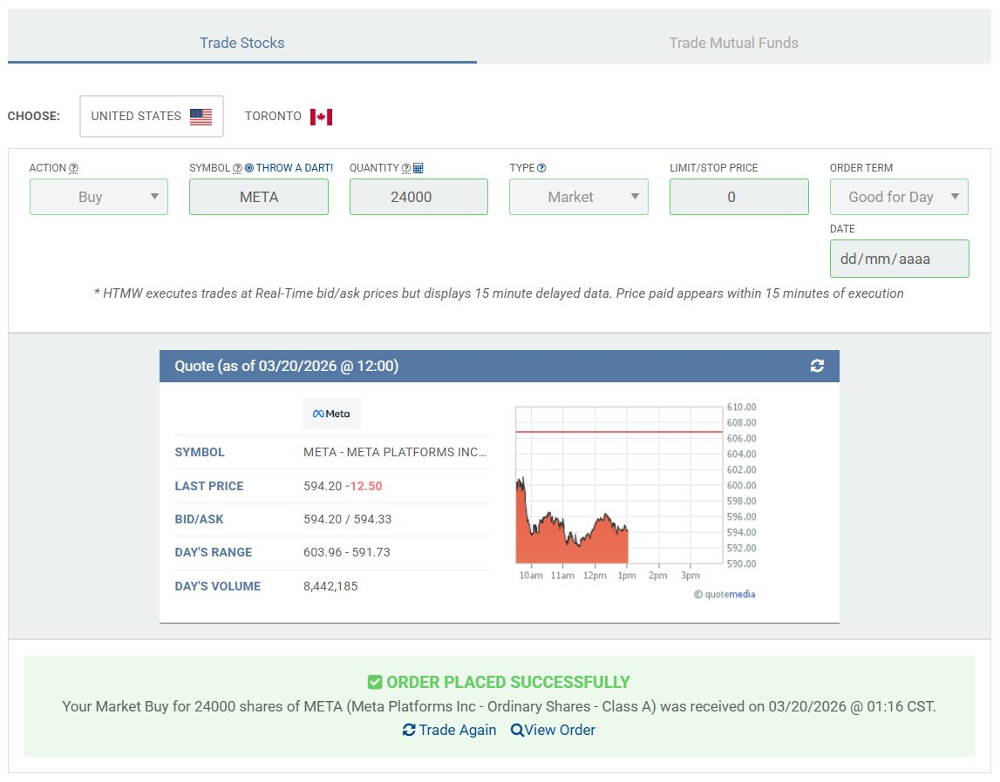 Trade Stocks
Trade Mutual Funds
CHOOSE:
UNITED STATES
TORONTO
ACTION ?
SYMBOL ? THROW A DART!
QUANTITY ?
TYPE ?
LIMIT/STOP PRICE
ORDER TERM
Buy
META
24000
Market
0
Good for Day
DATE
dd/mm/aaaa
* HTMW executes trades at Real-Time bid/ask prices but displays 15 minute delayed data. Price paid appears within 15 minutes of execution
Quote (as of 03/20/2026 @ 12:00)
Meta
SYMBOL META - META PLATFORMS INC...
LAST PRICE 594.20 -12.50
BID/ASK 594.20 / 594.33
DAY'S RANGE 603.96 - 591.73
DAY'S VOLUME 8,442,185
610.00
608.00
606.00
604.00
602.00
600.00
598.00
596.00
594.00
592.00
590.00
10am 11am 12pm 1pm 2pm 3pm
© quotemedia
ORDER PLACED SUCCESSFULLY
Your Market Buy for 24000 shares of META (Meta Platforms Inc - Ordinary Shares - Class A) was received on 03/20/2026 @ 01:16 CST.
Trade Again View Order